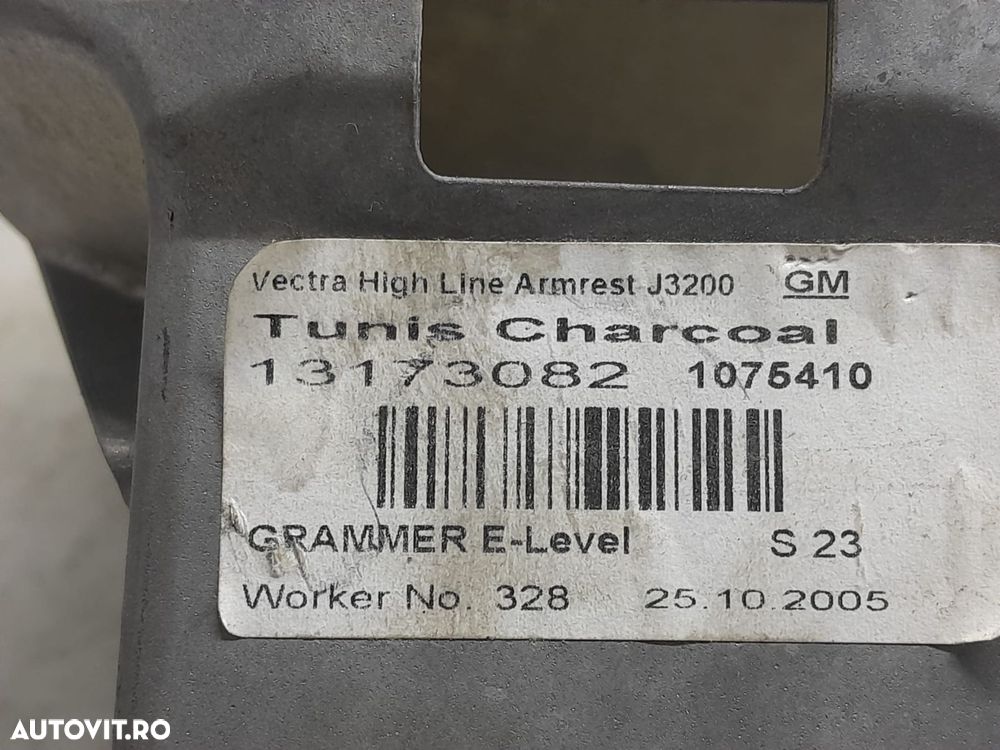 Vectra High Line Armrest J3200 GM
Tunis Charcoal
13173082 1075410
GRAMMER E-Level S 23
Worker No. 328 25.10.2005
AUTOVIT.RO